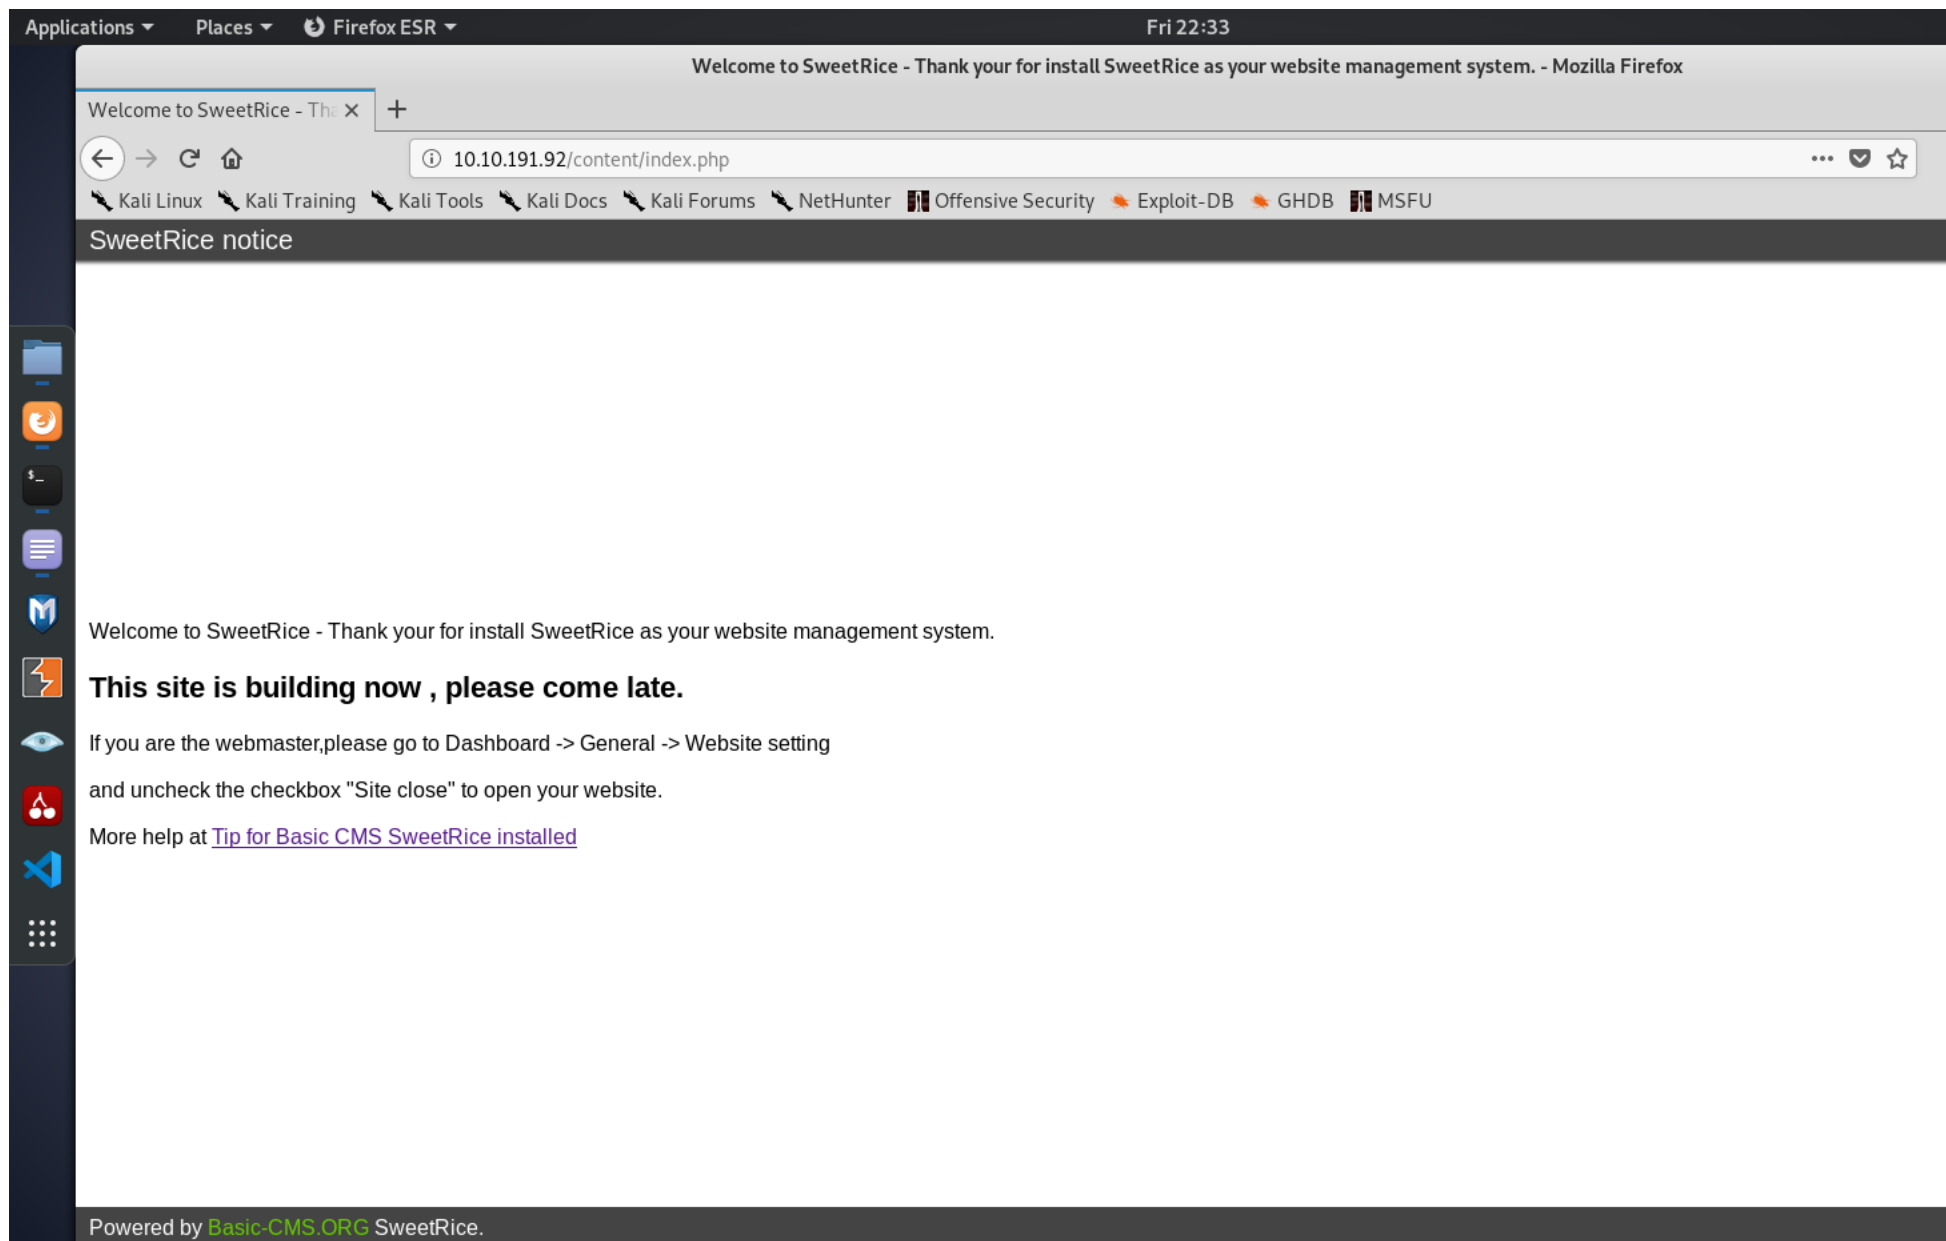 Applications Places Firefox ESR Fri 22:33
Welcome to SweetRice - Thank your for install SweetRice as your website management system. - Mozilla Firefox
Welcome to SweetRice - Tha
10.10.191.92/content/index.php
Kali Linux Kali Training Kali Tools Kali Docs Kali Forums NetHunter Offensive Security Exploit-DB GHDB MSFU
SweetRice notice
$_
Welcome to SweetRice - Thank your for install SweetRice as your website management system.
This site is building now , please come late.
If you are the webmaster,please go to Dashboard -> General -> Website setting
and uncheck the checkbox "Site close" to open your website.
More help at Tip for Basic CMS SweetRice installed
Powered by Basic-CMS.ORG SweetRice.